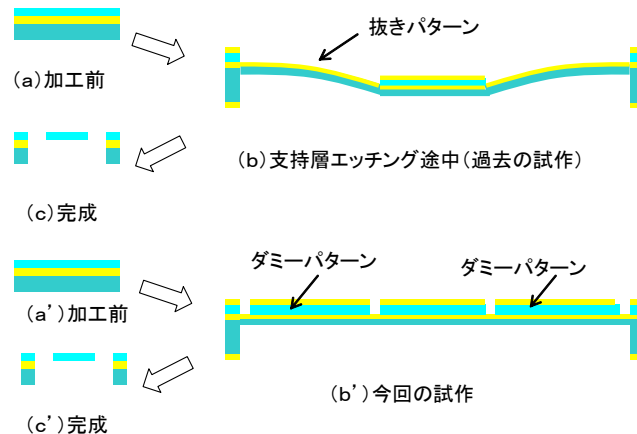 抜きパターン
(a)加工前
(b)支持層エッチング途中(過去の試作)
(c)完成
ダミーパターン
ダミーパターン
(a')加工前
(b')今回の試作
(c')完成